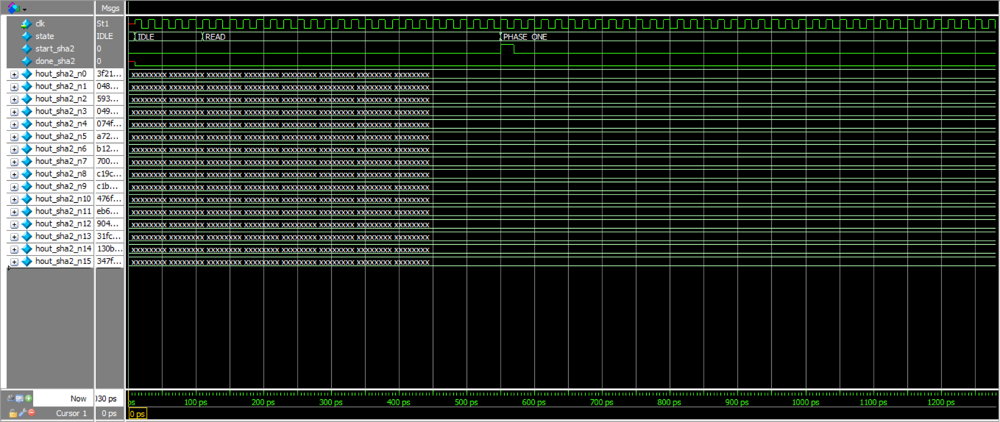 Msgs
clk St1
state IDLE IDLE READ PHASE_ONE
start_sha2 0
done_sha2 0
hout_sha2_n0 3f21... xxxxxxxx xxxxxxxx xxxxxxxx xxxxxxxx xxxxxxxx xxxxxxxx xxxxxxxx xxxxxxxx
hout_sha2_n1 048... xxxxxxxx xxxxxxxx xxxxxxxx xxxxxxxx xxxxxxxx xxxxxxxx xxxxxxxx xxxxxxxx
hout_sha2_n2 593... xxxxxxxx xxxxxxxx xxxxxxxx xxxxxxxx xxxxxxxx xxxxxxxx xxxxxxxx xxxxxxxx
hout_sha2_n3 049... xxxxxxxx xxxxxxxx xxxxxxxx xxxxxxxx xxxxxxxx xxxxxxxx xxxxxxxx xxxxxxxx
hout_sha2_n4 074f... xxxxxxxx xxxxxxxx xxxxxxxx xxxxxxxx xxxxxxxx xxxxxxxx xxxxxxxx xxxxxxxx
hout_sha2_n5 a72... xxxxxxxx xxxxxxxx xxxxxxxx xxxxxxxx xxxxxxxx xxxxxxxx xxxxxxxx xxxxxxxx
hout_sha2_n6 b12... xxxxxxxx xxxxxxxx xxxxxxxx xxxxxxxx xxxxxxxx xxxxxxxx xxxxxxxx xxxxxxxx
hout_sha2_n7 700... xxxxxxxx xxxxxxxx xxxxxxxx xxxxxxxx xxxxxxxx xxxxxxxx xxxxxxxx xxxxxxxx
hout_sha2_n8 c19c... xxxxxxxx xxxxxxxx xxxxxxxx xxxxxxxx xxxxxxxx xxxxxxxx xxxxxxxx xxxxxxxx
hout_sha2_n9 c1b... xxxxxxxx xxxxxxxx xxxxxxxx xxxxxxxx xxxxxxxx xxxxxxxx xxxxxxxx xxxxxxxx
hout_sha2_n10 476f... xxxxxxxx xxxxxxxx xxxxxxxx xxxxxxxx xxxxxxxx xxxxxxxx xxxxxxxx xxxxxxxx
hout_sha2_n11 eb6... xxxxxxxx xxxxxxxx xxxxxxxx xxxxxxxx xxxxxxxx xxxxxxxx xxxxxxxx xxxxxxxx
hout_sha2_n12 904... xxxxxxxx xxxxxxxx xxxxxxxx xxxxxxxx xxxxxxxx xxxxxxxx xxxxxxxx xxxxxxxx
hout_sha2_n13 31fc... xxxxxxxx xxxxxxxx xxxxxxxx xxxxxxxx xxxxxxxx xxxxxxxx xxxxxxxx xxxxxxxx
hout_sha2_n14 130b... xxxxxxxx xxxxxxxx xxxxxxxx xxxxxxxx xxxxxxxx xxxxxxxx xxxxxxxx xxxxxxxx
hout_sha2_n15 347f... xxxxxxxx xxxxxxxx xxxxxxxx xxxxxxxx xxxxxxxx xxxxxxxx xxxxxxxx xxxxxxxx
Now 030 ps ps 100 ps 200 ps 300 ps 400 ps 500 ps 600 ps 700 ps 800 ps 900 ps 1000 ps 1100 ps 1200 ps
Cursor 1 0 ps 0 ps